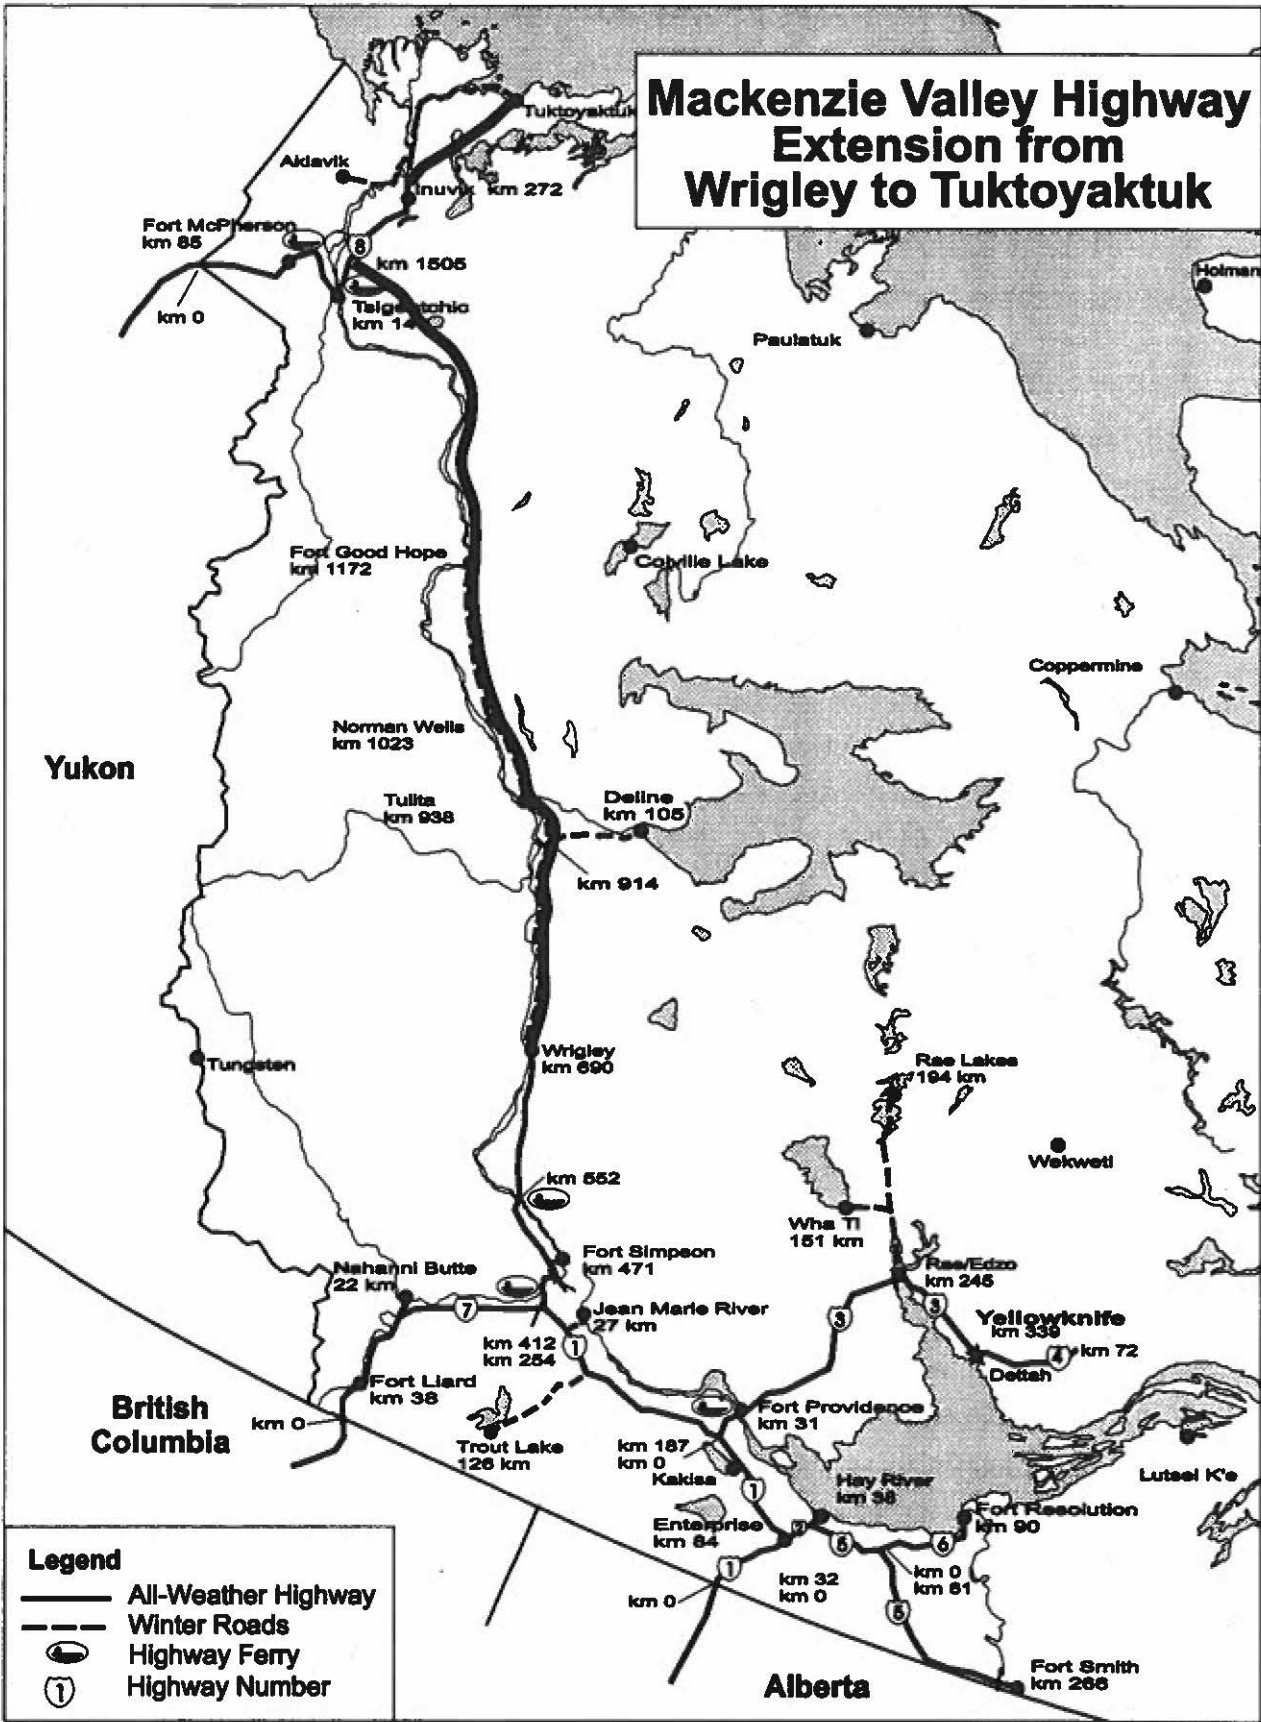 Mackenzie Valley Highway
Extension from
Wrigley to Tuktoyaktuk
Tuktoyaktuk
Aklavik
Inuvik km 272
Fort McPherson
km 85
8
km 1505
km 0
km 14
Holman
Paulatuk
Fort Good Hope
km 1172
Colville Lake
Coppermine
Norman Wells
km 1023
Yukon
Tulita
km 938
Deline
km 105
km 914
Wrigley
km 690
Tungsten
Rae Lakes
194 km
Wekweti
km 552
Wha Ti
151 km
Fort Simpson
km 471
Rae/Edzo
km 245
Nahanni Butte
22 km
7
Jean Marie River
27 km
3
3
Yellowknife
km 339
km 412
km 254
1
4
km 72
Dettah
Fort Liard
km 38
British
Columbia
km 0
Fort Providence
km 31
Trout Lake
126 km
km 187
km 0
Kakisa
Hay River
km 38
Lutsel K'e
1
Enterprise
km 84
2
5
6
Fort Resolution
km 90
1
km 0
km 32
km 0
km 0
km 61
5
Fort Smith
km 266
Alberta
Legend
All-Weather Highway
Winter Roads
Highway Ferry
1
Highway Number